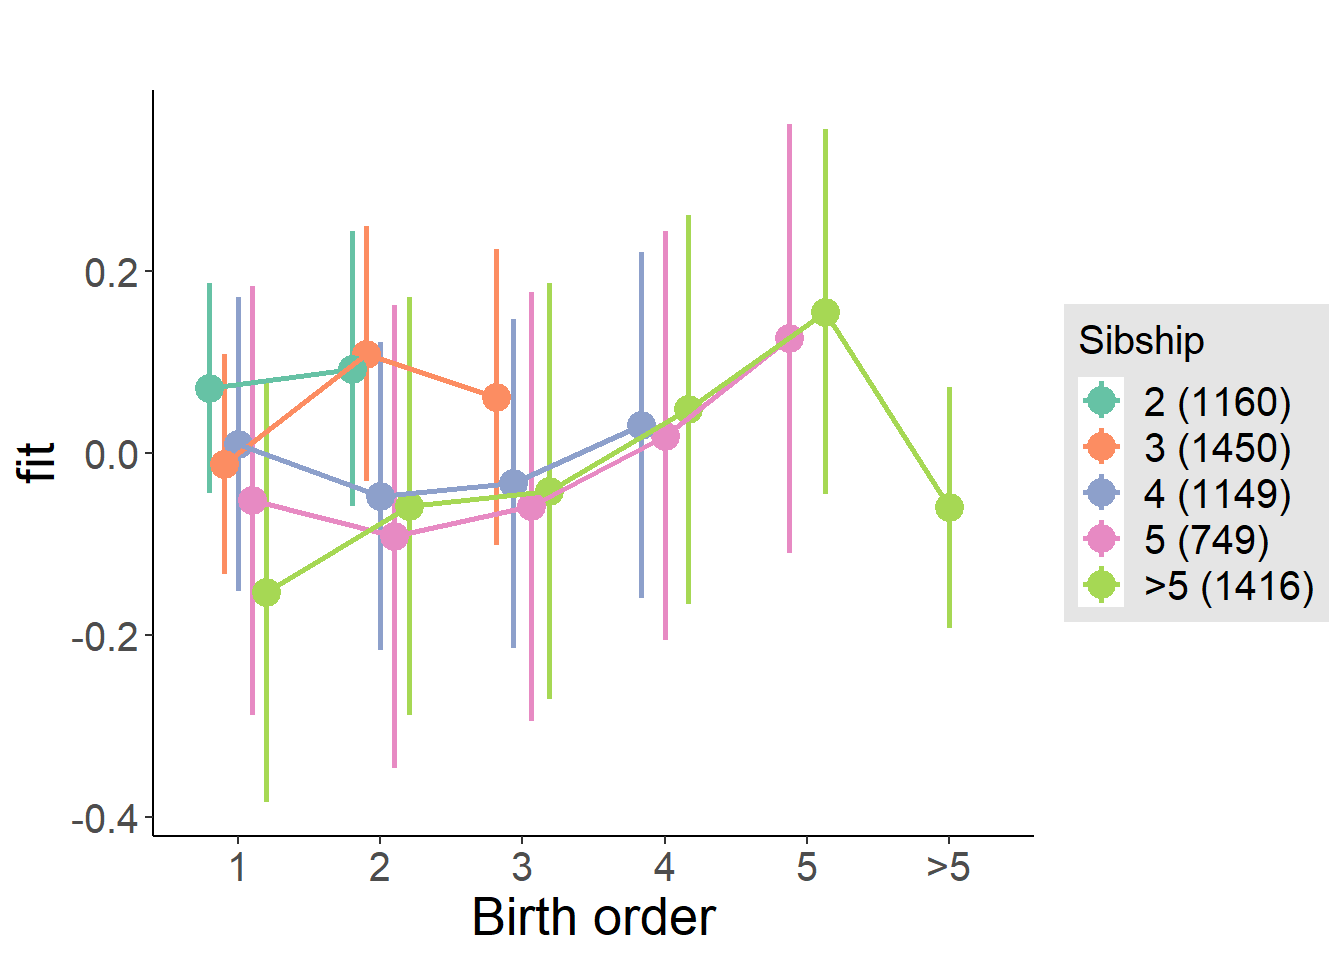 fit
0.2
0.0
-0.2
-0.4
1 2 3 4 5 >5
Birth order
Sibship
2 (1160)
3 (1450)
4 (1149)
5 (749)
>5 (1416)